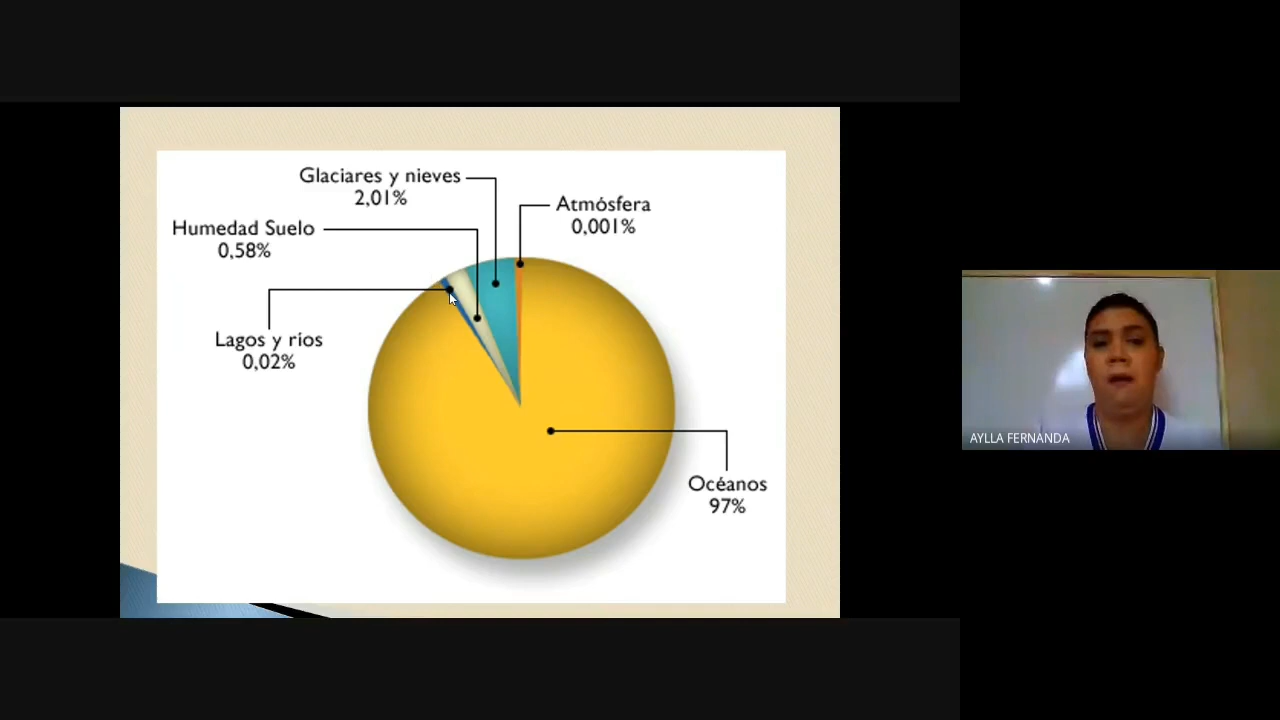 Glaciares y nieves
2,01%
Atmósfera
0,001%
Humedad Suelo
0,58%
Lagos y ríos
0,02%
Océanos
97%
AYLLA FERNANDA